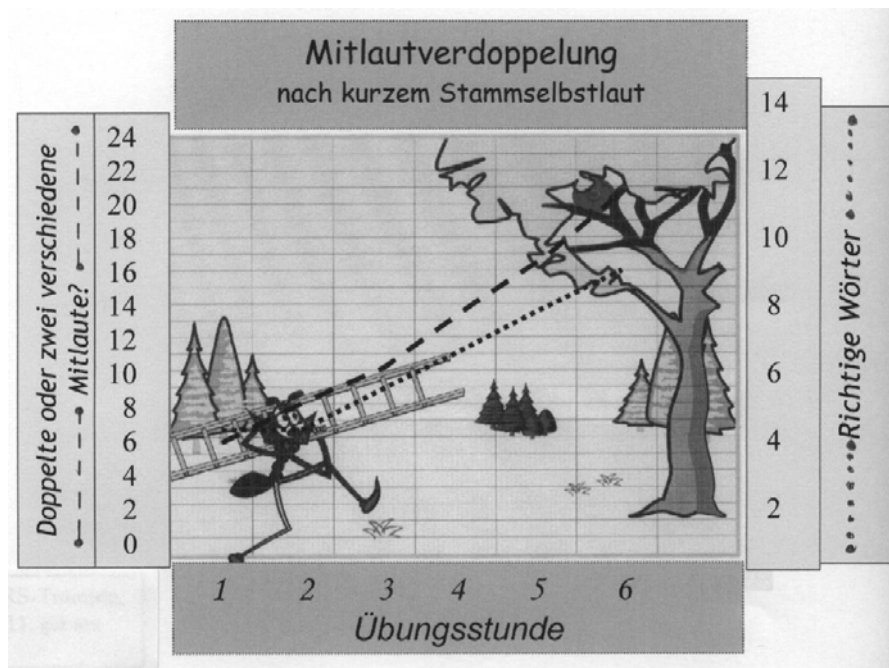 Mitlautverdoppelung
nach kurzem Stammselbstlaut
Doppelte oder zwei verschiedene
Mitlaute?
24
22
20
18
16
14
12
10
8
6
4
2
0
14
12
10
8
6
4
2
Richtige Wörter
1 2 3 4 5 6
Übungsstunde